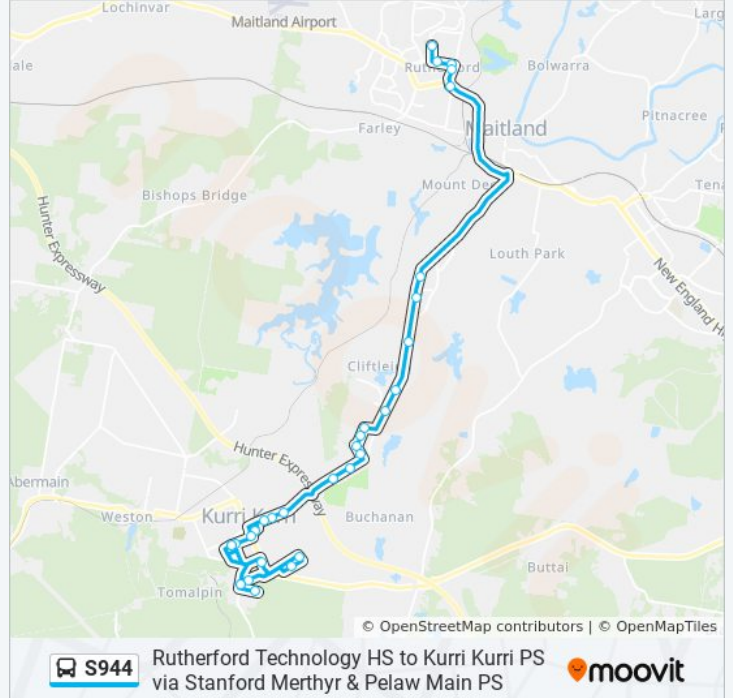 Lochinvar
Maitland Airport
Larg
ale
Rutherford
Bolwarra
Pitnacree
Maitland
Farley
Mount Dee
Tena
Bishops Bridge
Hunter Expressway
Louth Park
New England H
Cliftlei
Hunter Expressway
Abermain
Weston
Kurri Kurri
Buchanan
Buttai
Tomalpin
© OpenStreetMap contributors | © OpenMapTiles
S944
Rutherford Technology HS to Kurri Kurri PS
via Stanford Merthyr & Pelaw Main PS
moovit